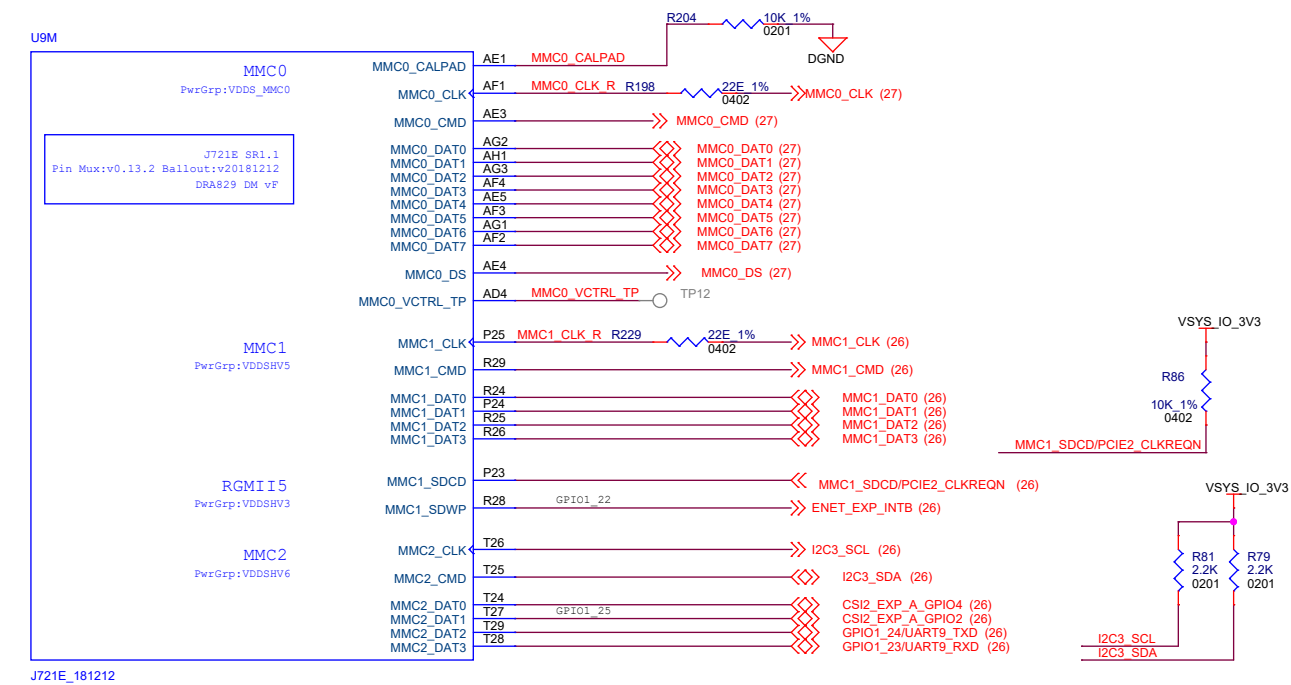 R204 10K_1%
0201
DGND
U9M
MMC0
PwrGrp:VDDS_MMC0
J721E SR1.1
Pin Mux:v0.13.2 Ballout:v20181212
DRA829 DM vF
MMC0_CALPAD AE1 MMC0_CALPAD
MMC0_CLK AF1 MMC0_CLK_R R198 22E_1% MMC0_CLK (27)
0402
MMC0_CMD AE3 MMC0_CMD (27)
MMC0_DAT0 AG2 MMC0_DAT0 (27)
MMC0_DAT1 AH1 MMC0_DAT1 (27)
MMC0_DAT2 AG3 MMC0_DAT2 (27)
MMC0_DAT3 AF4 MMC0_DAT3 (27)
MMC0_DAT4 AE5 MMC0_DAT4 (27)
MMC0_DAT5 AF3 MMC0_DAT5 (27)
MMC0_DAT6 AG1 MMC0_DAT6 (27)
MMC0_DAT7 AF2 MMC0_DAT7 (27)
MMC0_DS AE4 MMC0_DS (27)
MMC0_VCTRL_TP AD4 MMC0_VCTRL_TP TP12
MMC1
PwrGrp:VDDSHV5
MMC1_CLK P25 MMC1_CLK_R R229 22E_1% MMC1_CLK (26)
0402
MMC1_CMD R29 MMC1_CMD (26)
MMC1_DAT0 R24 MMC1_DAT0 (26)
MMC1_DAT1 P24 MMC1_DAT1 (26)
MMC1_DAT2 R25 MMC1_DAT2 (26)
MMC1_DAT3 R26 MMC1_DAT3 (26)
VSYS_IO_3V3
R86
10K_1%
0402
MMC1_SDCD/PCIE2_CLKREQN
RGMII5
PwrGrp:VDDSHV3
MMC1_SDCD P23 MMC1_SDCD/PCIE2_CLKREQN (26)
MMC1_SDWP R28 GPIO1_22 ENET_EXP_INTB (26)
MMC2
PwrGrp:VDDSHV6
MMC2_CLK T26 I2C3_SCL (26)
MMC2_CMD T25 I2C3_SDA (26)
MMC2_DAT0 T24 CSI2_EXP_A_GPIO4 (26)
MMC2_DAT1 T27 GPIO1_25 CSI2_EXP_A_GPIO2 (26)
MMC2_DAT2 T29 GPIO1_24/UART9_TXD (26)
MMC2_DAT3 T28 GPIO1_23/UART9_RXD (26)
VSYS_IO_3V3
R81 R79
2.2K 2.2K
0201 0201
I2C3_SCL
I2C3_SDA
J721E_181212